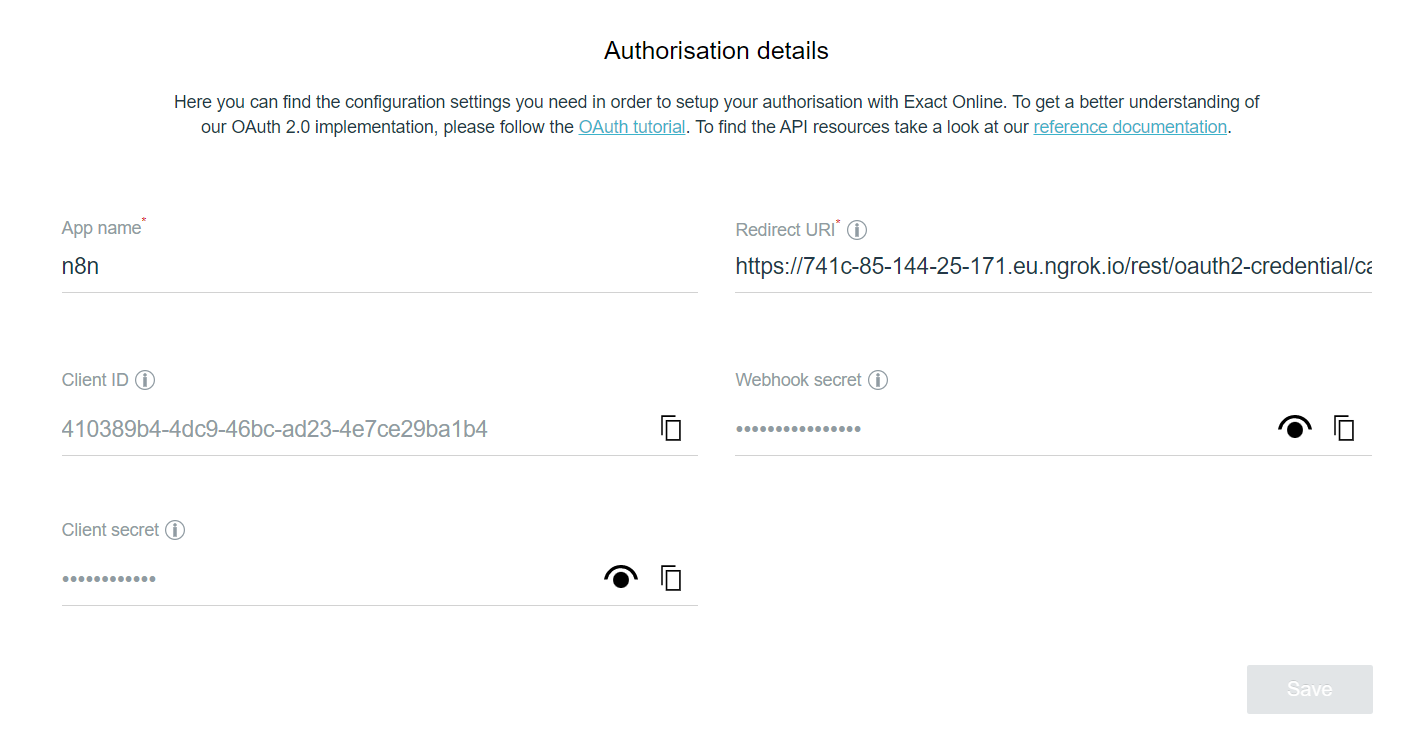 Authorisation details
Here you can find the configuration settings you need in order to setup your authorisation with Exact Online. To get a better understanding of
our OAuth 2.0 implementation, please follow the OAuth tutorial. To find the API resources take a look at our reference documentation.
App name*
n8n
Redirect URI*
https://741c-85-144-25-171.eu.ngrok.io/rest/oauth2-credential/ca
Client ID
410389b4-4dc9-46bc-ad23-4e7ce29ba1b4
Webhook secret
••••••••••••••••
Client secret
••••••••••••
Save